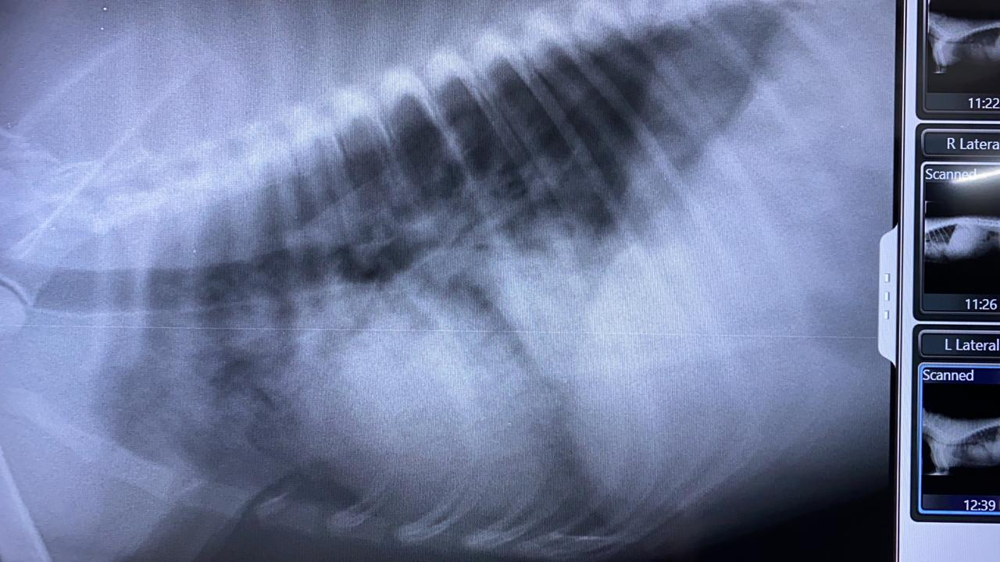 11:22
R Latera
Scanned
11:26
L Lateral
Scanned
12:39